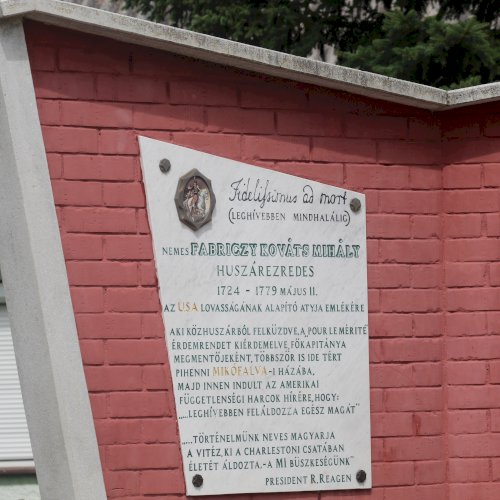 Fidelissimus ad mort
(LEGHÍVEBBEN MINDHALÁLIG)
NEMES FABRICZY KOVÁTS MIHÁLY
HUSZÁREZREDES
1724 - 1779 MÁJUS 11.
AZ USA LOVASSÁGÁNAK ALAPÍTÓ ATYJA EMLÉKÉRE
AKI KÖZHUSZÁRBÓL FELKÜZDVE, A „POUR LE MÉRITE
ÉRDEMRENDET KIÉRDEMELVE, FŐKAPITÁNYA
MEGMENTŐJEKÉNT, TÖBBSZÖR IS IDE TÉRT
PIHENNI MIKÓFALVA-I HÁZÁBA,
MAJD INNEN INDULT AZ AMERIKAI
FÜGGETLENSÉGI HARCOK HÍRÉRE, HOGY:
„...LEGHÍVEBBEN FELÁLDOZZA EGÉSZ MAGÁT”
„...TÖRTÉNELMÜNK NEVES MAGYARJA
A VITÉZ, KI A CHARLESTONI CSATÁBAN
ÉLETÉT ÁLDOZTA.-A MI BÜSZKESÉGÜNK“
PRESIDENT R.REAGEN